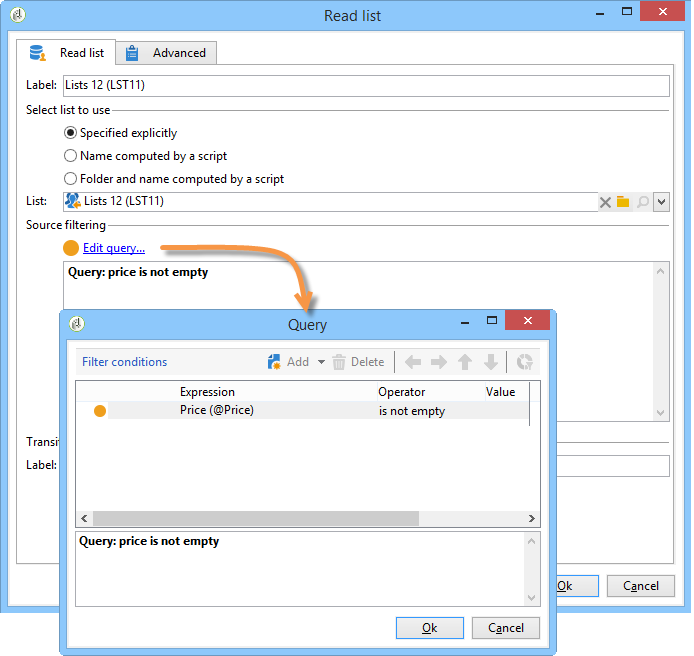 Read list
Read list
Advanced
Label: Lists 12 (LST11)
Select list to use
Specified explicitly
Name computed by a script
Folder and name computed by a script
List: Lists 12 (LST11)
Source filtering
Edit query...
Query: price is not empty
Query
Filter conditions Add Delete
Expression Operator Value
Price (@Price) is not empty
Query: price is not empty
Ok Cancel
Label:
Ok Cancel